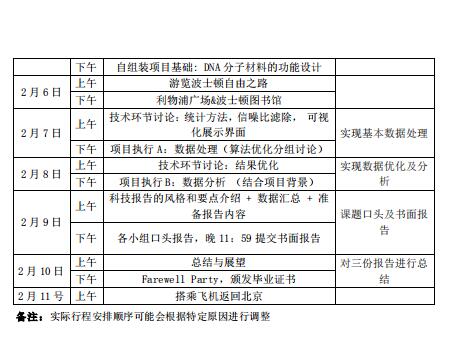 下午 自组装项目基础: DNA 分子材料的功能设计
2月6日 上午 游览波士顿自由之路
下午 利物浦广场&波士顿图书馆
2月7日 上午 技术环节讨论: 统计方法, 信噪比滤除, 可视
化展示界面
实现基本数据处理
下午 项目执行 A: 数据处理（算法优化分组讨论）
2月8日 上午 技术环节讨论: 结果优化
实现数据优化及分
析
下午 项目执行 B: 数据分析 （结合项目背景）
2月9日 上午 科技报告的风格和要点介绍 + 数据汇总 + 准
备报告内容
课题口头及书面报
告
下午 各小组口头报告, 晚 11: 59 提交书面报告
2月10日 上午 总结与展望
对三份报告进行总
结
下午 Farewell Party, 颁发毕业证书
2月11号 上午 搭乘飞机返回北京
备注: 实际行程安排顺序可能会根据特定原因进行调整